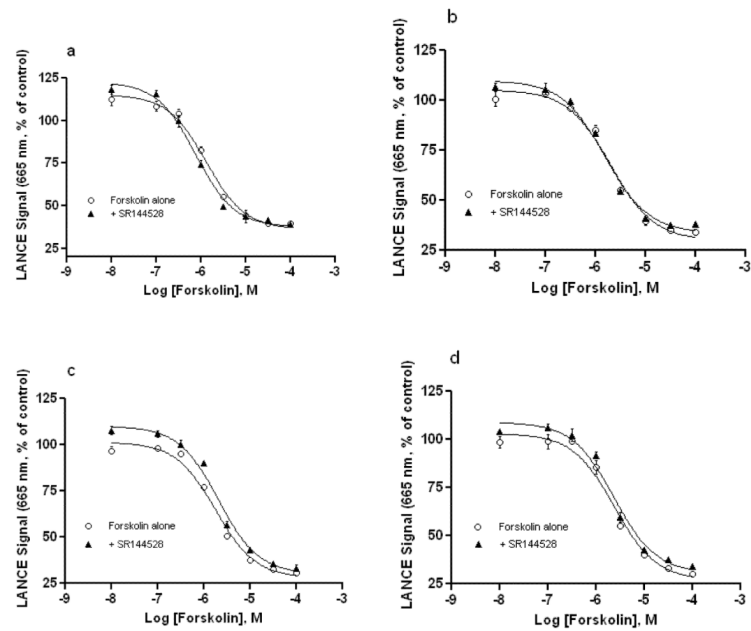 a
125
100
75
50
25
LANCE Signal (665 nm, % of control)
Forskolin alone
+ SR144528
-9 -8 -7 -6 -5 -4 -3
Log [Forskolin], M
b
125
100
75
50
25
LANCE Signal (665 nm, % of control)
Forskolin alone
+ SR144528
-9 -8 -7 -6 -5 -4 -3
Log [Forskolin], M
c
125
100
75
50
25
LANCE Signal (665 nm, % of control)
Forskolin alone
+ SR144528
-9 -8 -7 -6 -5 -4 -3
Log [Forskolin], M
d
125
100
75
50
25
LANCE Signal (665 nm, % of control)
Forskolin alone
+ SR144528
-9 -8 -7 -6 -5 -4 -3
Log [Forskolin], M